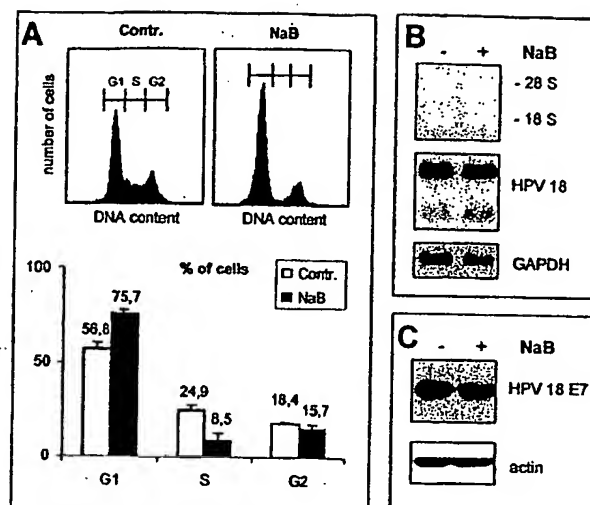 A
Contr.
NaB
G1 S G2
number of cells
DNA content
DNA content
% of cells
Contr.
NaB
100
50
0
56,8
75,7
24,9
8,5
18,4
15,7
G1
S
G2
B
- + NaB
- 28 S
- 18 S
HPV 18
GAPDH
C
- + NaB
HPV 18 E7
actin